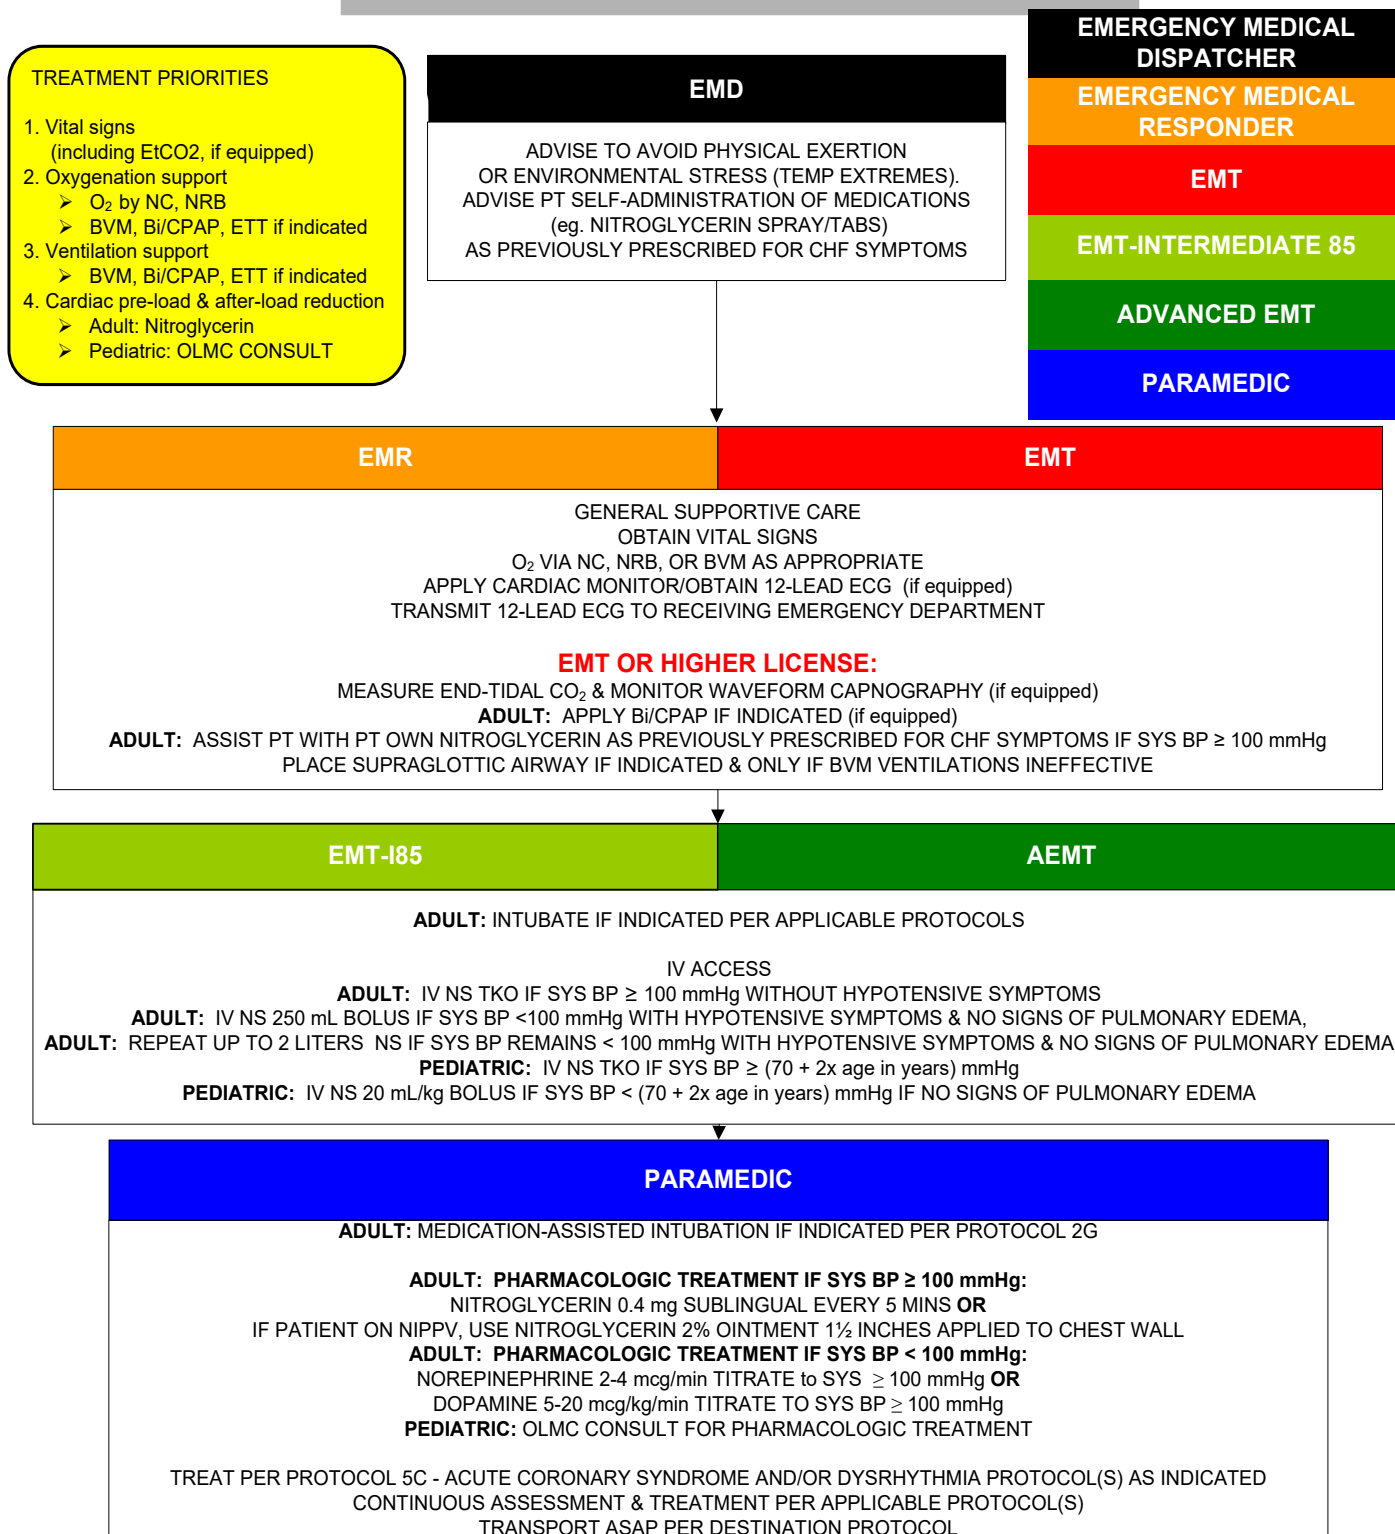 TREATMENT PRIORITIES
1. Vital signs
(including EtCO2, if equipped)
2. Oxygenation support
➢ O₂ by NC, NRB
➢ BVM, Bi/CPAP, ETT if indicated
3. Ventilation support
➢ BVM, Bi/CPAP, ETT if indicated
4. Cardiac pre-load & after-load reduction
➢ Adult: Nitroglycerin
➢ Pediatric: OLMC CONSULT
EMD
ADVISE TO AVOID PHYSICAL EXERTION
OR ENVIRONMENTAL STRESS (TEMP EXTREMES).
ADVISE PT SELF-ADMINISTRATION OF MEDICATIONS
(eg. NITROGLYCERIN SPRAY/TABS)
AS PREVIOUSLY PRESCRIBED FOR CHF SYMPTOMS
EMERGENCY MEDICAL
DISPATCHER
EMERGENCY MEDICAL
RESPONDER
EMT
EMT-INTERMEDIATE 85
ADVANCED EMT
PARAMEDIC
EMR
EMT
GENERAL SUPPORTIVE CARE
OBTAIN VITAL SIGNS
O₂ VIA NC, NRB, OR BVM AS APPROPRIATE
APPLY CARDIAC MONITOR/OBTAIN 12-LEAD ECG (if equipped)
TRANSMIT 12-LEAD ECG TO RECEIVING EMERGENCY DEPARTMENT
EMT OR HIGHER LICENSE:
MEASURE END-TIDAL CO₂ & MONITOR WAVEFORM CAPNOGRAPHY (if equipped)
ADULT: APPLY Bi/CPAP IF INDICATED (if equipped)
ADULT: ASSIST PT WITH PT OWN NITROGLYCERIN AS PREVIOUSLY PRESCRIBED FOR CHF SYMPTOMS IF SYS BP ≥ 100 mmHg
PLACE SUPRAGLOTTIC AIRWAY IF INDICATED & ONLY IF BVM VENTILATIONS INEFFECTIVE
EMT-I85
AEMT
ADULT: INTUBATE IF INDICATED PER APPLICABLE PROTOCOLS
IV ACCESS
ADULT: IV NS TKO IF SYS BP ≥ 100 mmHg WITHOUT HYPOTENSIVE SYMPTOMS
ADULT: IV NS 250 mL BOLUS IF SYS BP <100 mmHg WITH HYPOTENSIVE SYMPTOMS & NO SIGNS OF PULMONARY EDEMA,
ADULT: REPEAT UP TO 2 LITERS NS IF SYS BP REMAINS < 100 mmHg WITH HYPOTENSIVE SYMPTOMS & NO SIGNS OF PULMONARY EDEMA
PEDIATRIC: IV NS TKO IF SYS BP ≥ (70 + 2x age in years) mmHg
PEDIATRIC: IV NS 20 mL/kg BOLUS IF SYS BP < (70 + 2x age in years) mmHg IF NO SIGNS OF PULMONARY EDEMA
PARAMEDIC
ADULT: MEDICATION-ASSISTED INTUBATION IF INDICATED PER PROTOCOL 2G
ADULT: PHARMACOLOGIC TREATMENT IF SYS BP ≥ 100 mmHg:
NITROGLYCERIN 0.4 mg SUBLINGUAL EVERY 5 MINS OR
IF PATIENT ON NIPPV, USE NITROGLYCERIN 2% OINTMENT 1½ INCHES APPLIED TO CHEST WALL
ADULT: PHARMACOLOGIC TREATMENT IF SYS BP < 100 mmHg:
NOREPINEPHRINE 2-4 mcg/min TITRATE to SYS ≥ 100 mmHg OR
DOPAMINE 5-20 mcg/kg/min TITRATE TO SYS BP ≥ 100 mmHg
PEDIATRIC: OLMC CONSULT FOR PHARMACOLOGIC TREATMENT
TREAT PER PROTOCOL 5C - ACUTE CORONARY SYNDROME AND/OR DYSRHYTHMIA PROTOCOL(S) AS INDICATED
CONTINUOUS ASSESSMENT & TREATMENT PER APPLICABLE PROTOCOL(S)
TRANSPORT ASAP PER DESTINATION PROTOCOL